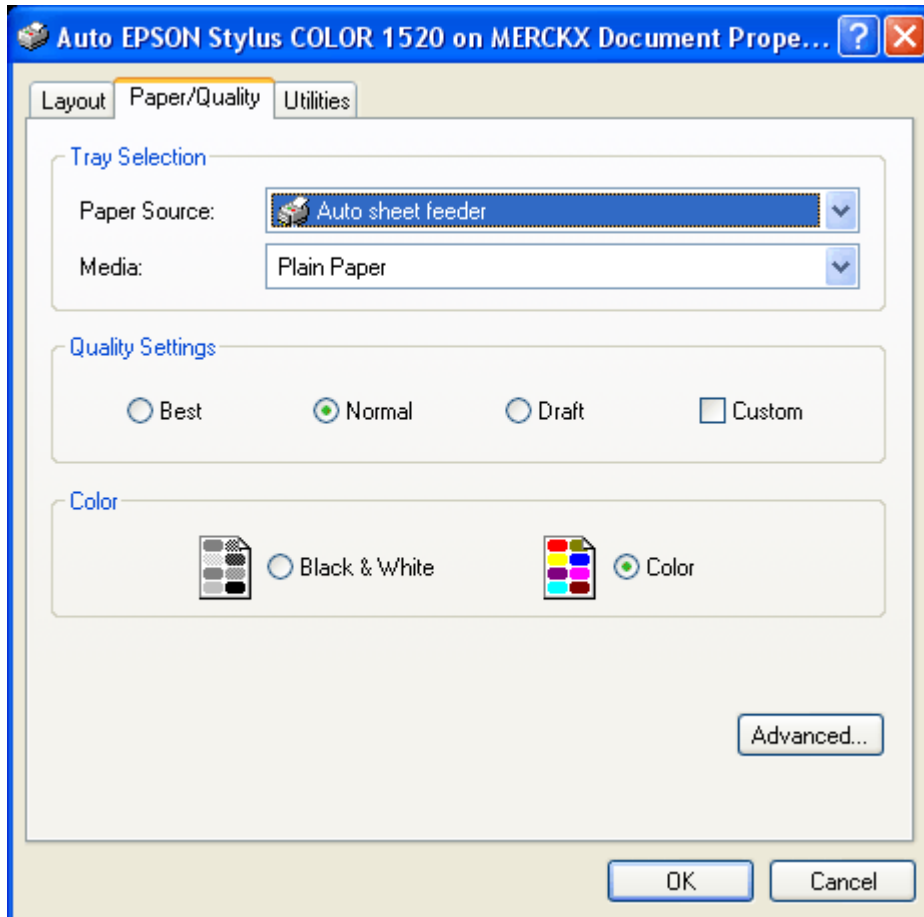 Auto EPSON Stylus COLOR 1520 on MERCKX Document Prope... ?
Layout Paper/Quality Utilities
Tray Selection
Paper Source: Auto sheet feeder
Media: Plain Paper
Quality Settings
Best Normal Draft Custom
Color
Black & White Color
Advanced...
OK Cancel